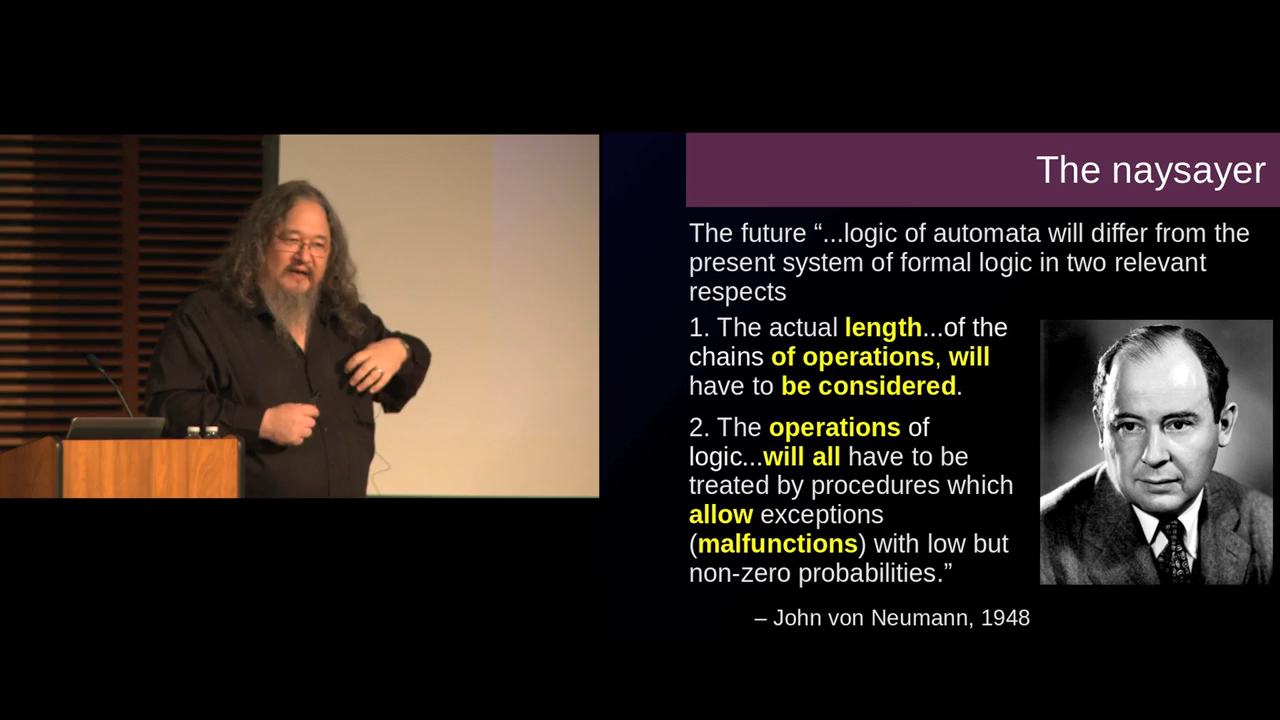 The naysayer
The future “...logic of automata will differ from the
present system of formal logic in two relevant
respects
1. The actual length...of the
chains of operations, will
have to be considered.
2. The operations of
logic...will all have to be
treated by procedures which
allow exceptions
(malfunctions) with low but
non-zero probabilities.”
– John von Neumann, 1948